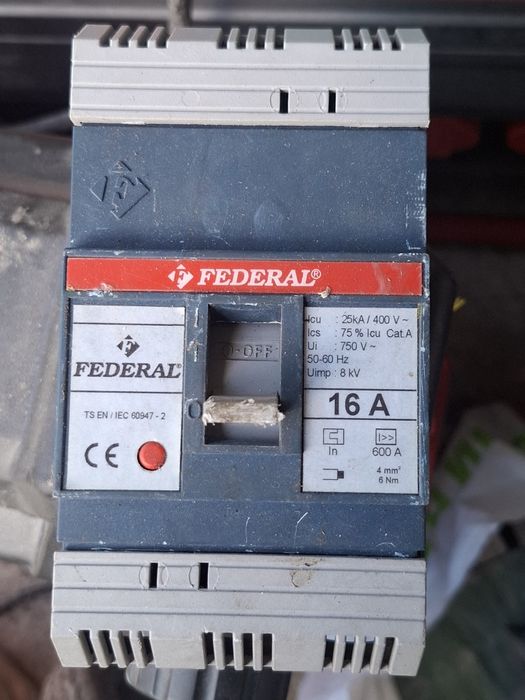 F
FEDERAL®
FEDERAL
TS EN / IEC 60947 - 2
CE
O-OFF
O
Icu : 25kA / 400 V ~
Ics : 75 % Icu Cat.A
Ui : 750 V ~
50-60 Hz
Uimp : 8 kV
16 A
I>>
In 600 A
4 mm²
6 Nm